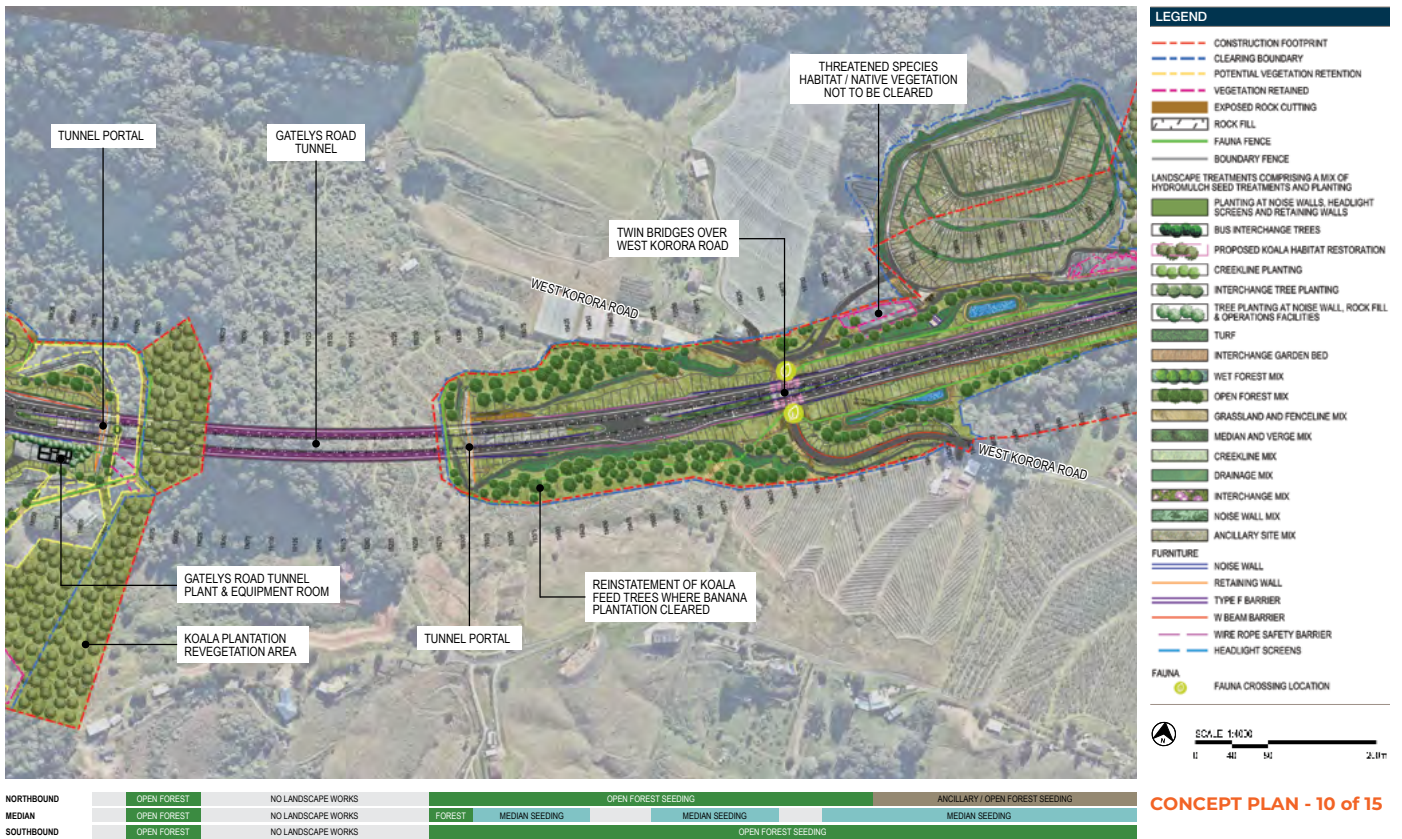 THREATENED SPECIES
HABITAT / NATIVE VEGETATION
NOT TO BE CLEARED
TUNNEL PORTAL
GATELYS ROAD
TUNNEL
TWIN BRIDGES OVER
WEST KORORA ROAD
WEST KORORA ROAD
WEST KORORA ROAD
GATELYS ROAD TUNNEL
PLANT & EQUIPMENT ROOM
REINSTATEMENT OF KOALA
FEED TREES WHERE BANANA
PLANTATION CLEARED
KOALA PLANTATION
REVEGETATION AREA
TUNNEL PORTAL
LEGEND
CONSTRUCTION FOOTPRINT
CLEARING BOUNDARY
POTENTIAL VEGETATION RETENTION
VEGETATION RETAINED
EXPOSED ROCK CUTTING
ROCK FILL
FAUNA FENCE
BOUNDARY FENCE
LANDSCAPE TREATMENTS COMPRISING A MIX OF
HYDROMULCH SEED TREATMENTS AND PLANTING
PLANTING AT NOISE WALLS, HEADLIGHT
SCREENS AND RETAINING WALLS
BUS INTERCHANGE TREES
PROPOSED KOALA HABITAT RESTORATION
CREEKLINE PLANTING
INTERCHANGE TREE PLANTING
TREE PLANTING AT NOISE WALL, ROCK FILL
& OPERATIONS FACILITIES
TURF
INTERCHANGE GARDEN BED
WET FOREST MIX
OPEN FOREST MIX
GRASSLAND AND FENCELINE MIX
MEDIAN AND VERGE MIX
CREEKLINE MIX
DRAINAGE MIX
INTERCHANGE MIX
NOISE WALL MIX
ANCILLARY SITE MIX
FURNITURE
NOISE WALL
RETAINING WALL
TYPE F BARRIER
W BEAM BARRIER
WIRE ROPE SAFETY BARRIER
HEADLIGHT SCREENS
FAUNA
FAUNA CROSSING LOCATION
N
SCALE 1:4000
0 40
CONCEPT PLAN - 10 of 15
NORTHBOUND OPEN FOREST NO LANDSCAPE WORKS OPEN FOREST SEEDING ANCILLARY / OPEN FOREST SEEDING
MEDIAN OPEN FOREST NO LANDSCAPE WORKS FOREST MEDIAN SEEDING MEDIAN SEEDING MEDIAN SEEDING
SOUTHBOUND OPEN FOREST NO LANDSCAPE WORKS OPEN FOREST SEEDING